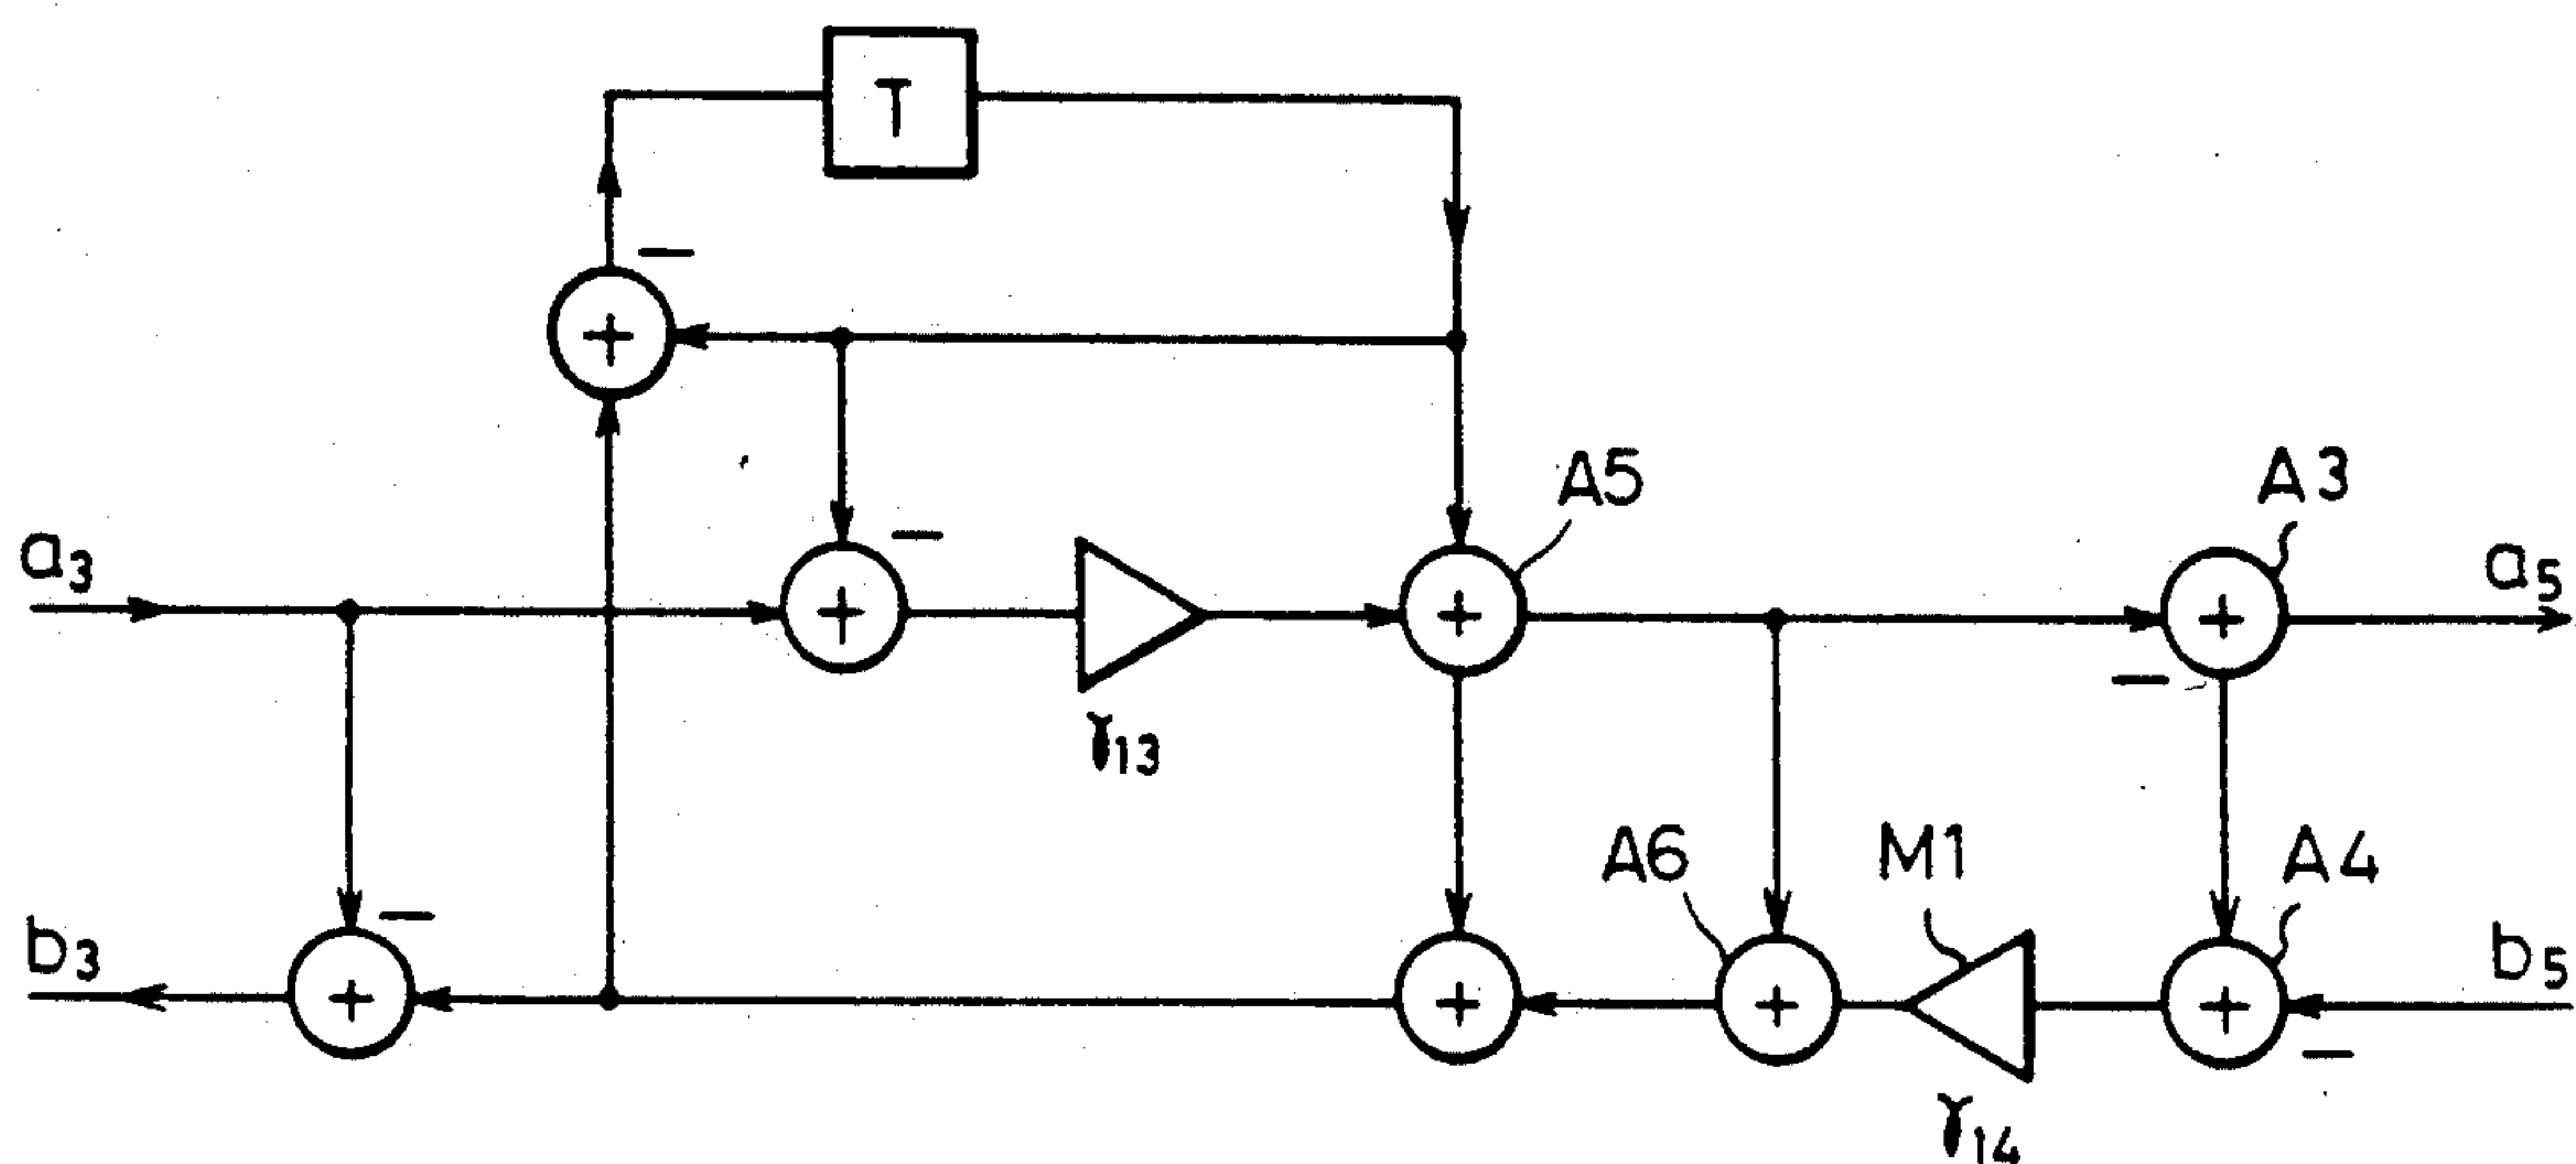 T
−
+
A5
A3
a₃
−
a₅
+
+
+
−
γ₁₃
A6
M1
A4
−
b₃
b₅
+
+
+
+
−
γ₁₄